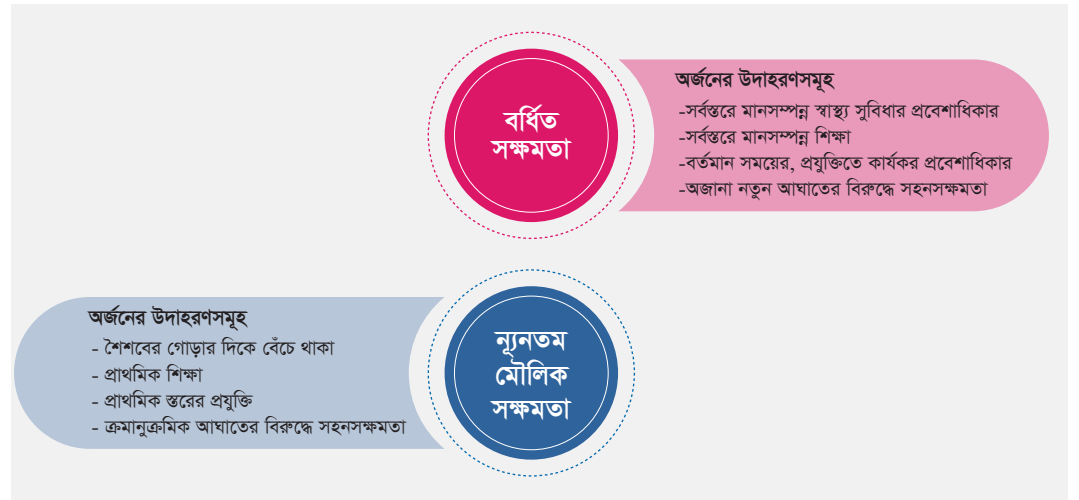 বর্ধিত
সক্ষমতা
অর্জনের উদাহরণসমূহ
-সর্বস্তরে মানসম্পন্ন স্বাস্থ্য সুবিধার প্রবেশাধিকার
-সর্বস্তরে মানসম্পন্ন শিক্ষা
-বর্তমান সময়ের, প্রযুক্তিতে কার্যকর প্রবেশাধিকার
-অজানা নতুন আঘাতের বিরুদ্ধে সহনসক্ষমতা
অর্জনের উদাহরণসমূহ
- শৈশবের গোড়ার দিকে বেঁচে থাকা
- প্রাথমিক শিক্ষা
- প্রাথমিক স্তরের প্রযুক্তি
- ক্রমানুক্রমিক আঘাতের বিরুদ্ধে সহনসক্ষমতা
ন্যূনতম
মৌলিক
সক্ষমতা